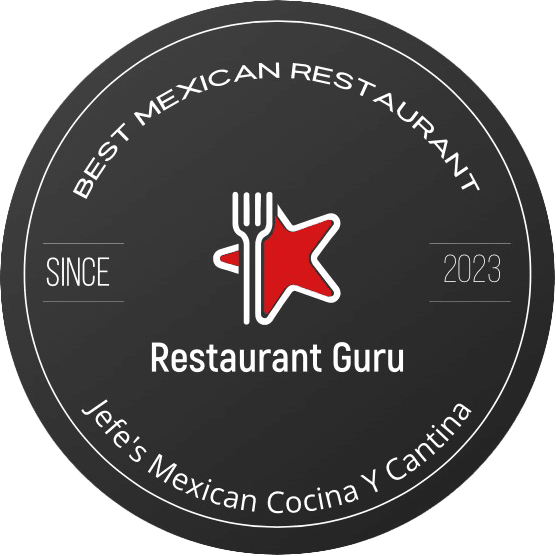 BEST MEXICAN RESTAURANT
SINCE
2023
Restaurant Guru
Jefe's Mexican Cocina Y Cantina